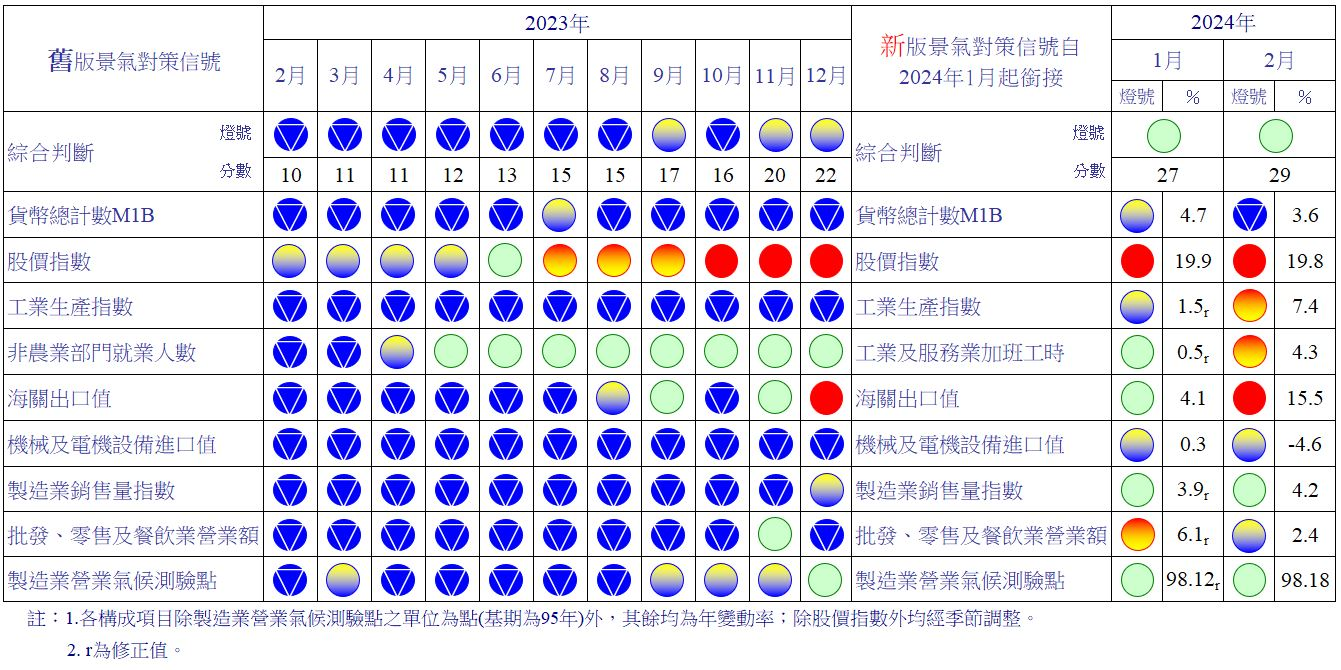 舊版景氣對策信號 2023年 新版景氣對策信號自2024年1月起銜接 2024年
2月 3月 4月 5月 6月 7月 8月 9月 10月 11月 12月 1月 2月
燈號 % 燈號 %
綜合判斷 燈號 綜合判斷 燈號
分數 10 11 11 12 13 15 15 17 16 20 22 分數 27 29
貨幣總計數M1B 貨幣總計數M1B 4.7 3.6
股價指數 股價指數 19.9 19.8
工業生產指數 工業生產指數 1.5r 7.4
非農業部門就業人數 工業及服務業加班工時 0.5r 4.3
海關出口值 海關出口值 4.1 15.5
機械及電機設備進口值 機械及電機設備進口值 0.3 -4.6
製造業銷售量指數 製造業銷售量指數 3.9r 4.2
批發、零售及餐飲業營業額 批發、零售及餐飲業營業額 6.1r 2.4
製造業營業氣候測驗點 製造業營業氣候測驗點 98.12r 98.18
註：1.各構成項目除製造業營業氣候測驗點之單位為點(基期為95年)外，其餘均為年變動率；除股價指數外均經季節調整。
2. r為修正值。